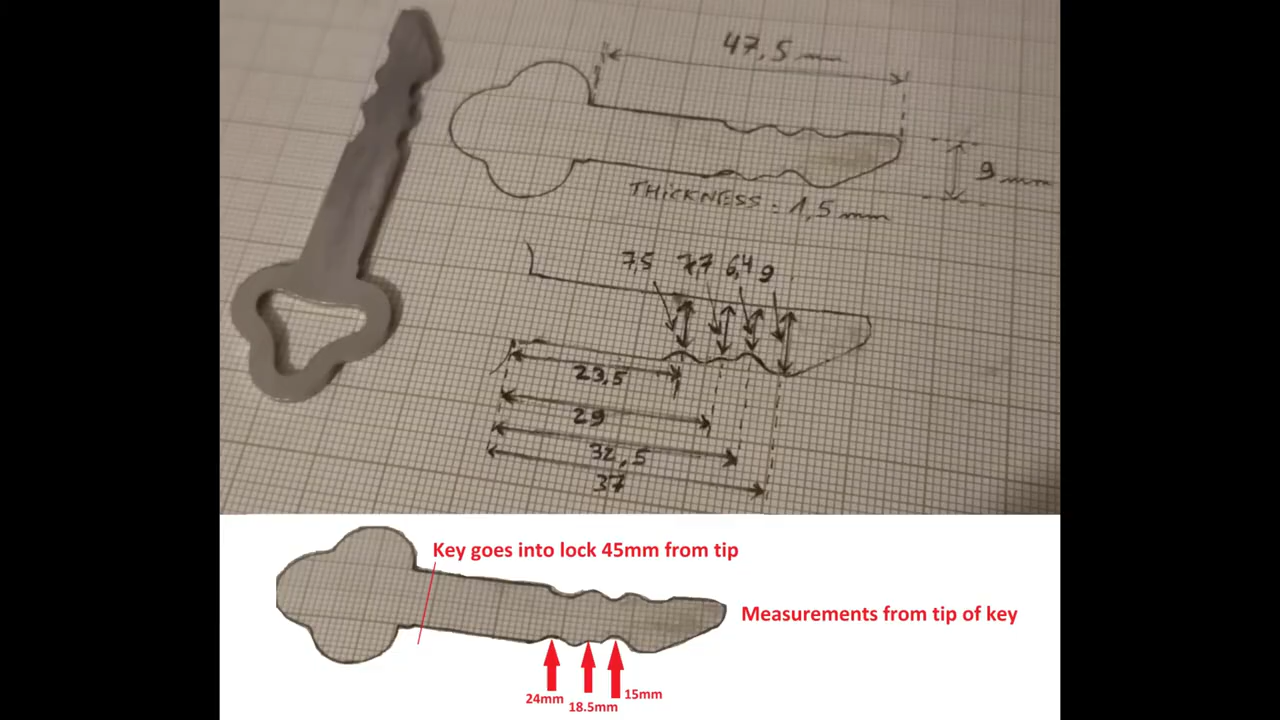 47,5 mm
9 mm
THICKNESS = 1,5 mm
7,5 7,7 6,4 9
23,5
29
32,5
37
Key goes into lock 45mm from tip
Measurements from tip of key
24mm
18.5mm
15mm